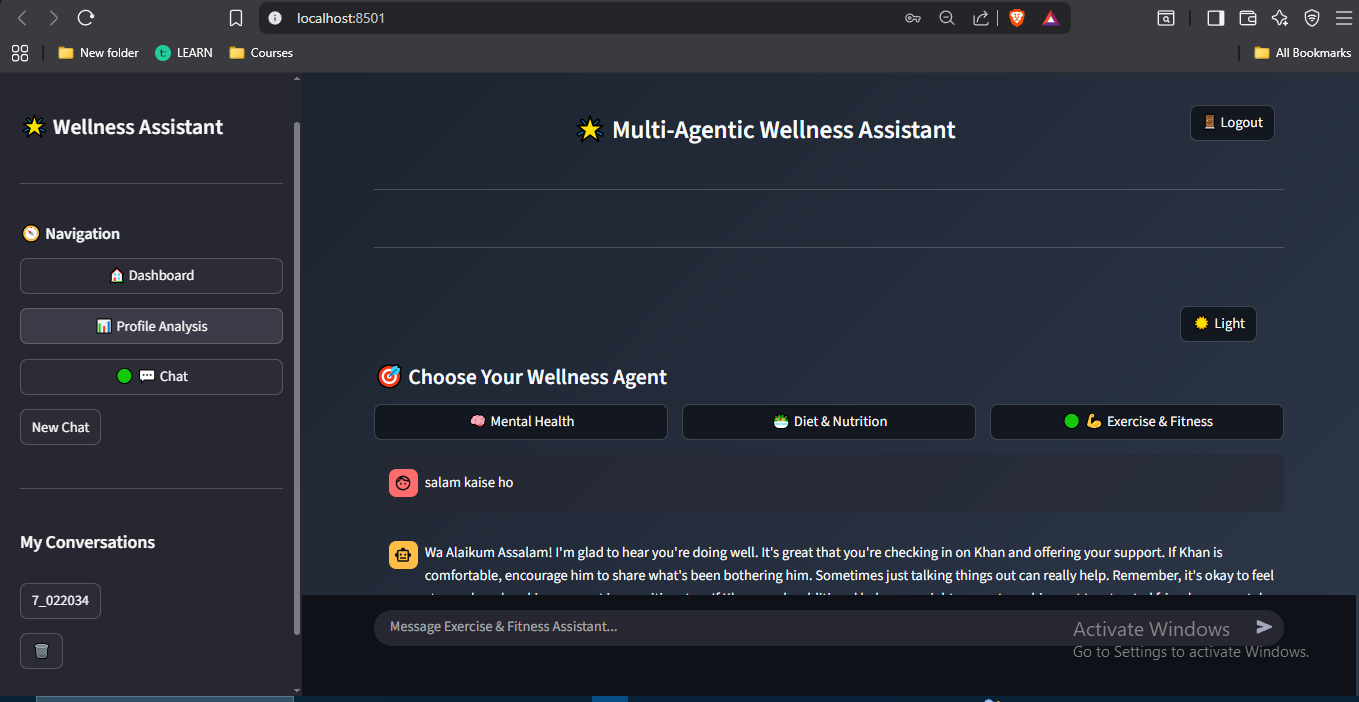 localhost:8501
New folder
LEARN
Courses
All Bookmarks
Wellness Assistant
Navigation
Dashboard
Profile Analysis
Chat
New Chat
My Conversations
7_022034
Multi-Agentic Wellness Assistant
Logout
Light
Choose Your Wellness Agent
Mental Health
Diet & Nutrition
Exercise & Fitness
salam kaise ho
Wa Alaikum Assalam! I'm glad to hear you're doing well. It's great that you're checking in on Khan and offering your support. If Khan is
comfortable, encourage him to share what's been bothering him. Sometimes just talking things out can really help. Remember, it's okay to feel
Message Exercise & Fitness Assistant...
Activate Windows
Go to Settings to activate Windows.